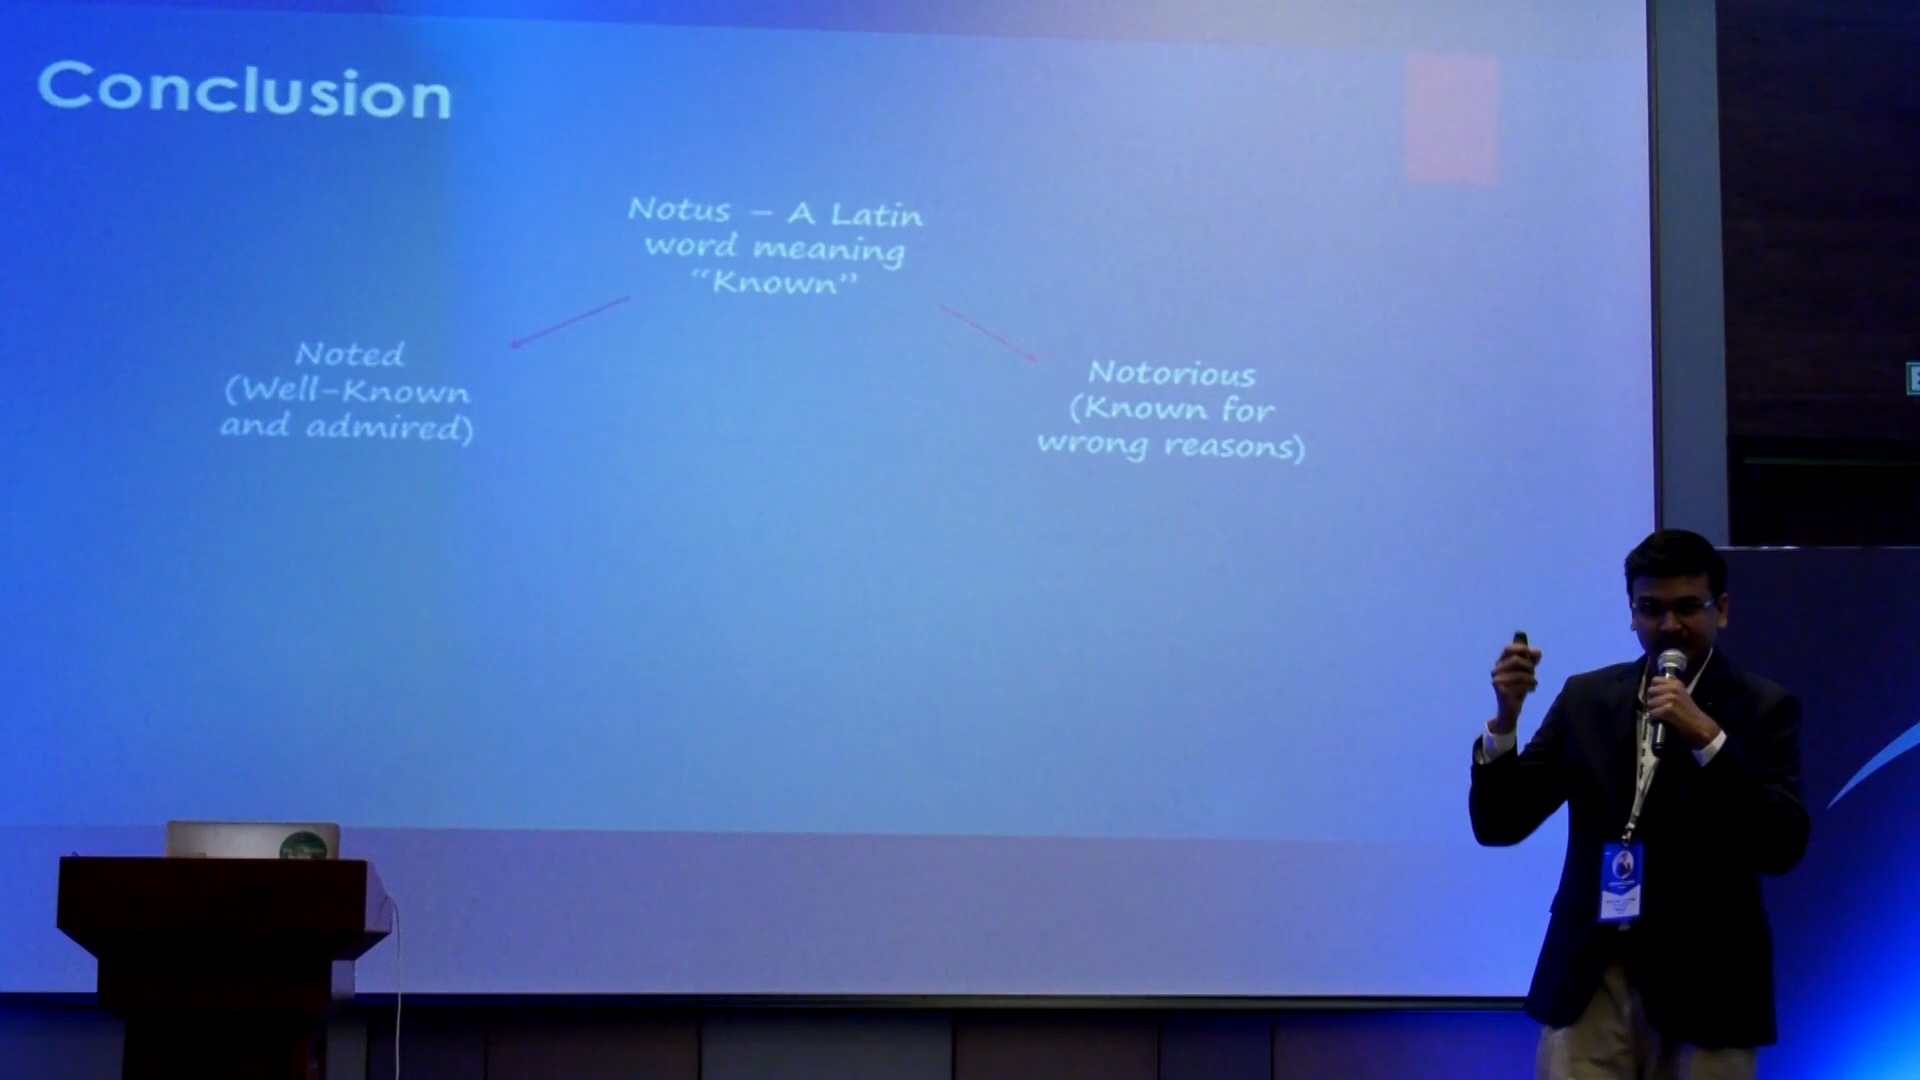 Conclusion
Notus – A Latin
word meaning
“Known”
Noted
(Well-Known
and admired)
Notorious
(Known for
wrong reasons)